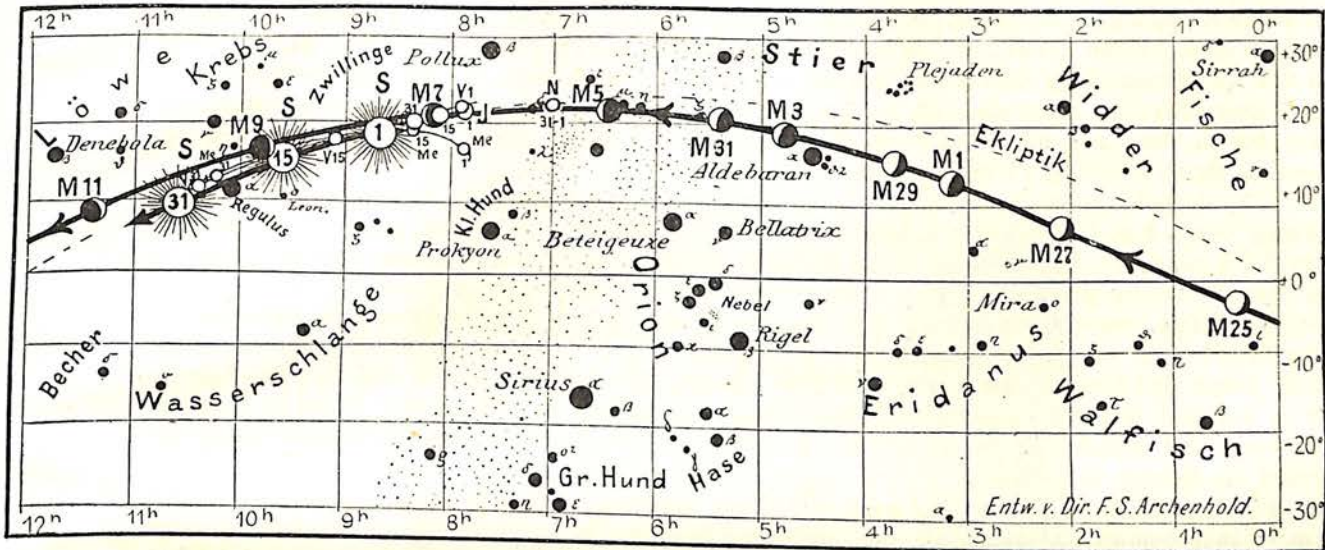 12h 11h 10h 9h 8h 7h 6h 5h 4h 3h 2h 1h 0h
+30°
+20°
+10°
± 0°
-10°
-20°
-30°
Löwe
Krebs
Zwillinge
Pollux β
Stier
Plejaden
Widder
Sirrah α
Fische
Denebola β
M11
M9
S
S
S
31
15
1
V15
M7
V1
31
15
Me
Me
1
J
N
31-1
M5
M31
M3
M29
M1
M27
M25
Ekliptik
Aldebaran α
Regulus α
Leon.
Kl.Hund
Prokyon α
Beteigeuze α
Bellatrix γ
Orion
Nebel
Rigel β
Mira ο
Becher
Wasserschlange
Sirius α
Gr.Hund
Hase
Eridanus
Walfisch
Entw. v. Dir. F. S. Archenhold.
12h 11h 10h 9h 8h 7h 6h 5h 4h 3h 2h 1h 0h